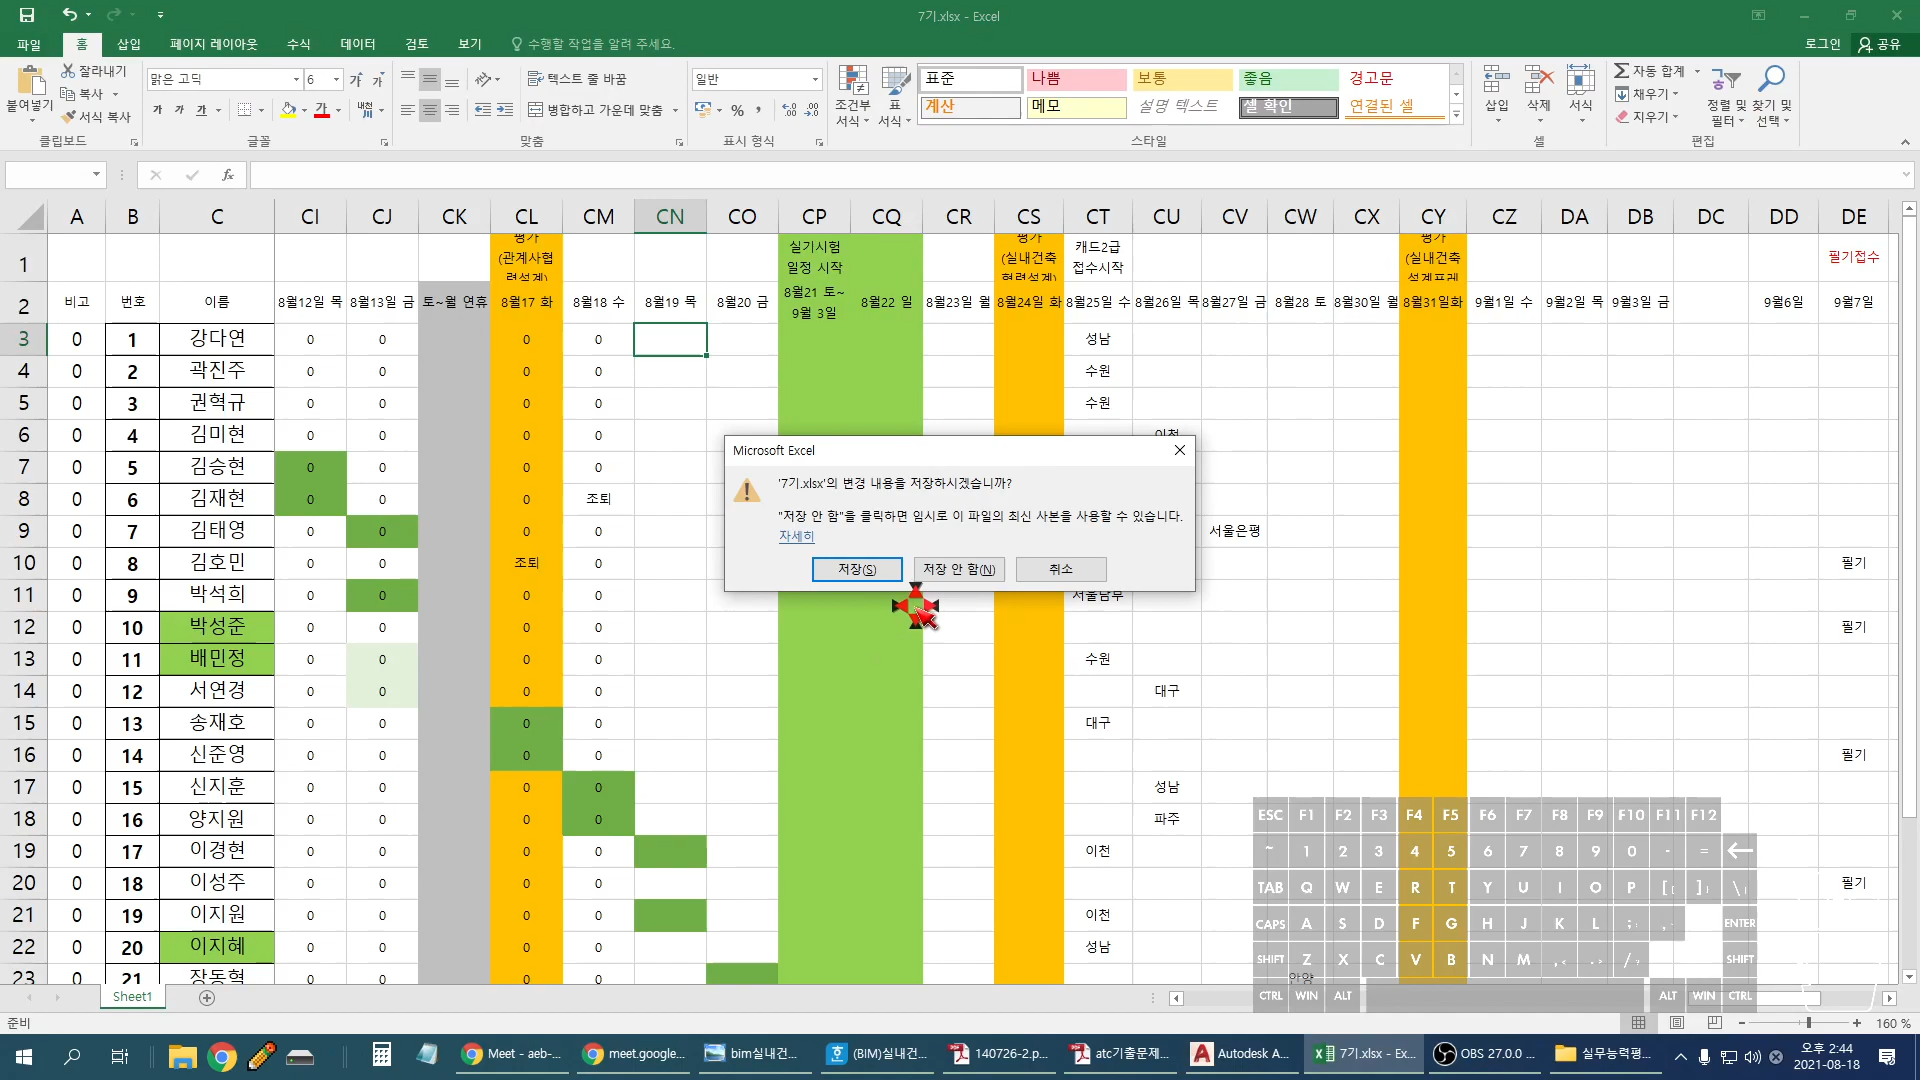 7기.xlsx - Excel
파일 홈 삽입 페이지 레이아웃 수식 데이터 검토 보기 수행할 작업을 알려 주세요. 로그인 공유
붙여넣기 잘라내기 복사 서식 복사 클립보드
맑은 고딕 6 가 가 가 가 가 가 내천 글꼴
텍스트 줄 바꿈 병합하고 가운데 맞춤 맞춤
일반 % , 표시 형식
조건부 서식 표 서식
표준 나쁨 보통 좋음 경고문
계산 메모 설명 텍스트 셀 확인 연결된 셀
스타일
삽입 삭제 서식 셀
자동 합계 채우기 지우기 정렬 및 필터 찾기 및 선택 편집
fx
A B C CI CJ CK CL CM CN CO CP CQ CR CS CT CU CV CW CX CY CZ DA DB DC DD DE
1 평가 (관계사협 력설계) 실기시험 일정 시작 평가 (실내건축 협력설계) 캐드2급 접수시작 평가 (실내건축 설계프레 필기접수
2 비고 번호 이름 8월12일 목 8월13일 금 토~월 연휴 8월17 화 8월18 수 8월19 목 8월20 금 8월21 토~ 9월 3일 8월22 일 8월23일 월 8월24일 화 8월25일 수 8월26일 목 8월27일 금 8월28 토 8월30일 월 8월31일화 9월1일 수 9월2일 목 9월3일 금 9월6일 9월7일
3 0 1 강다연 0 0 0 0 성남
4 0 2 곽진주 0 0 0 0 수원
5 0 3 권혁규 0 0 0 0 수원
6 0 4 김미현 0 0 0 0 이천
7 0 5 김승현 0 0 0 0
8 0 6 김재현 0 0 0 조퇴
9 0 7 김태영 0 0 0 0 서울은평
10 0 8 김호민 0 0 조퇴 0 필기
11 0 9 박석희 0 0 0 0 서울남부
12 0 10 박성준 0 0 0 0 필기
13 0 11 배민정 0 0 0 0 수원
14 0 12 서연경 0 0 0 0 대구
15 0 13 송재호 0 0 0 0 대구
16 0 14 신준영 0 0 0 0 필기
17 0 15 신지훈 0 0 0 0 성남
18 0 16 양지원 0 0 0 0 파주
19 0 17 이경현 0 0 0 0 이천
20 0 18 이성주 0 0 0 0 필기
21 0 19 이지원 0 0 0 0 이천
22 0 20 이지혜 0 0 0 0 성남
23 0 21 장동혁 0 0 0 0 안양
Microsoft Excel
'7기.xlsx'의 변경 내용을 저장하시겠습니까?
"저장 안 함"을 클릭하면 임시로 이 파일의 최신 사본을 사용할 수 있습니다.
자세히
저장(S) 저장 안 함(N) 취소
ESC F1 F2 F3 F4 F5 F6 F7 F8 F9 F10 F11 F12
~ 1 2 3 4 5 6 7 8 9 0 - =
TAB Q W E R T Y U I O P [ ] \
CAPS A S D F G H J K L ; ENTER
SHIFT Z X C V B N M , . / SHIFT
CTRL WIN ALT ALT WIN CTRL
Sheet1
준비 160 %
Meet - aeb-... meet.google... bim실내건... (BIM)실내건... 140726-2.p... atc기출문제... Autodesk A... 7기.xlsx - Ex... OBS 27.0.0 ... 실무능력평...
오후 2:44
2021-08-18